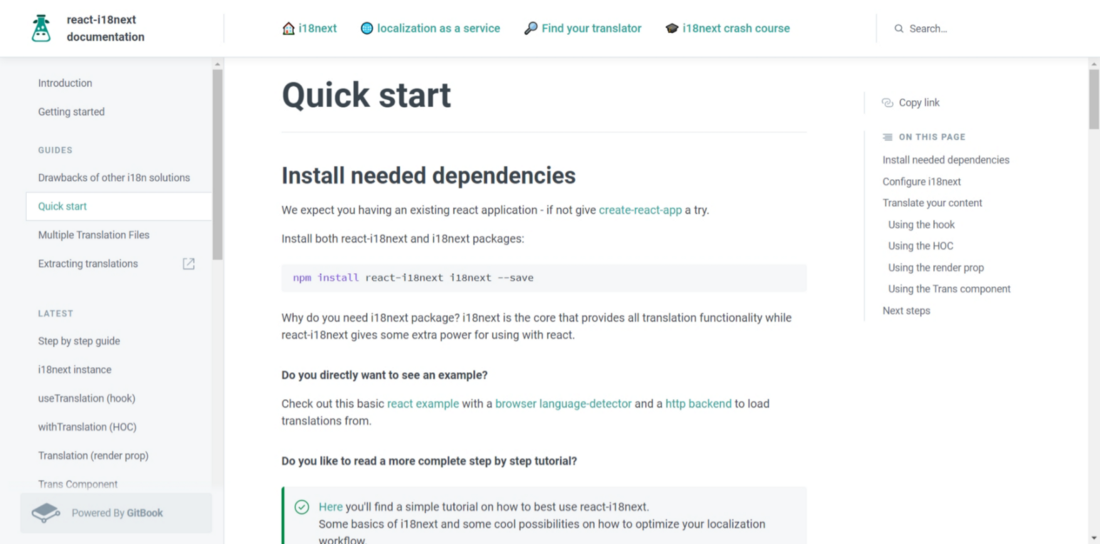 react-i18next
documentation
i18next
localization as a service
Find your translator
i18next crash course
Search...
Introduction
Getting started
GUIDES
Drawbacks of other i18n solutions
Quick start
Multiple Translation Files
Extracting translations
LATEST
Step by step guide
i18next instance
useTranslation (hook)
withTranslation (HOC)
Translation (render prop)
Trans Component
Powered By GitBook
Quick start
Install needed dependencies
We expect you having an existing react application - if not give create-react-app a try.
Install both react-i18next and i18next packages:
npm install react-i18next i18next --save
Why do you need i18next package? i18next is the core that provides all translation functionality while
react-i18next gives some extra power for using with react.
Do you directly want to see an example?
Check out this basic react example with a browser language-detector and a http backend to load
translations from.
Do you like to read a more complete step by step tutorial?
Here you'll find a simple tutorial on how to best use react-i18next.
Some basics of i18next and some cool possibilities on how to optimize your localization
workflow.
Copy link
ON THIS PAGE
Install needed dependencies
Configure i18next
Translate your content
Using the hook
Using the HOC
Using the render prop
Using the Trans component
Next steps